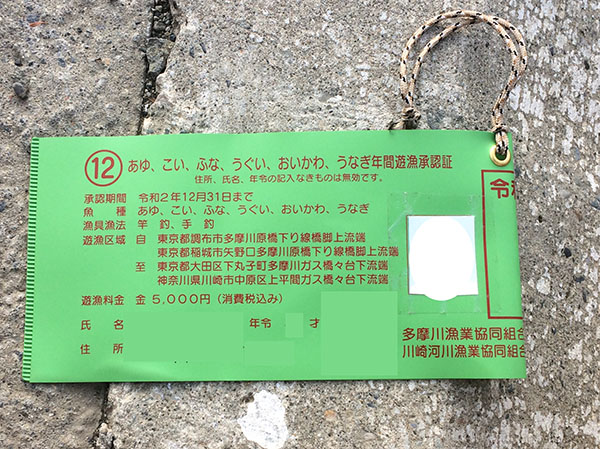 ⑫ あゆ、こい、ふな、うぐい、おいかわ、うなぎ年間遊漁承認証
住所、氏名、年令の記入なきものは無効です。
承認期間 令和2年12月31日まで
魚種 あゆ、こい、ふな、うぐい、おいかわ、うなぎ
漁具漁法 竿釣、手釣
遊漁区域 自 東京都調布市多摩川原橋下り線橋脚上流端
東京都稲城市矢野口多摩川原橋下り線橋脚上流端
至 東京都大田区下丸子町多摩川ガス橋々台下流端
神奈川県川崎市中原区上平間ガス橋々台下流端
遊漁料金 金5,000円(消費税込み)
氏名 年令 才
住所
令
多摩川漁業協同組合
川崎河川漁業協同組合